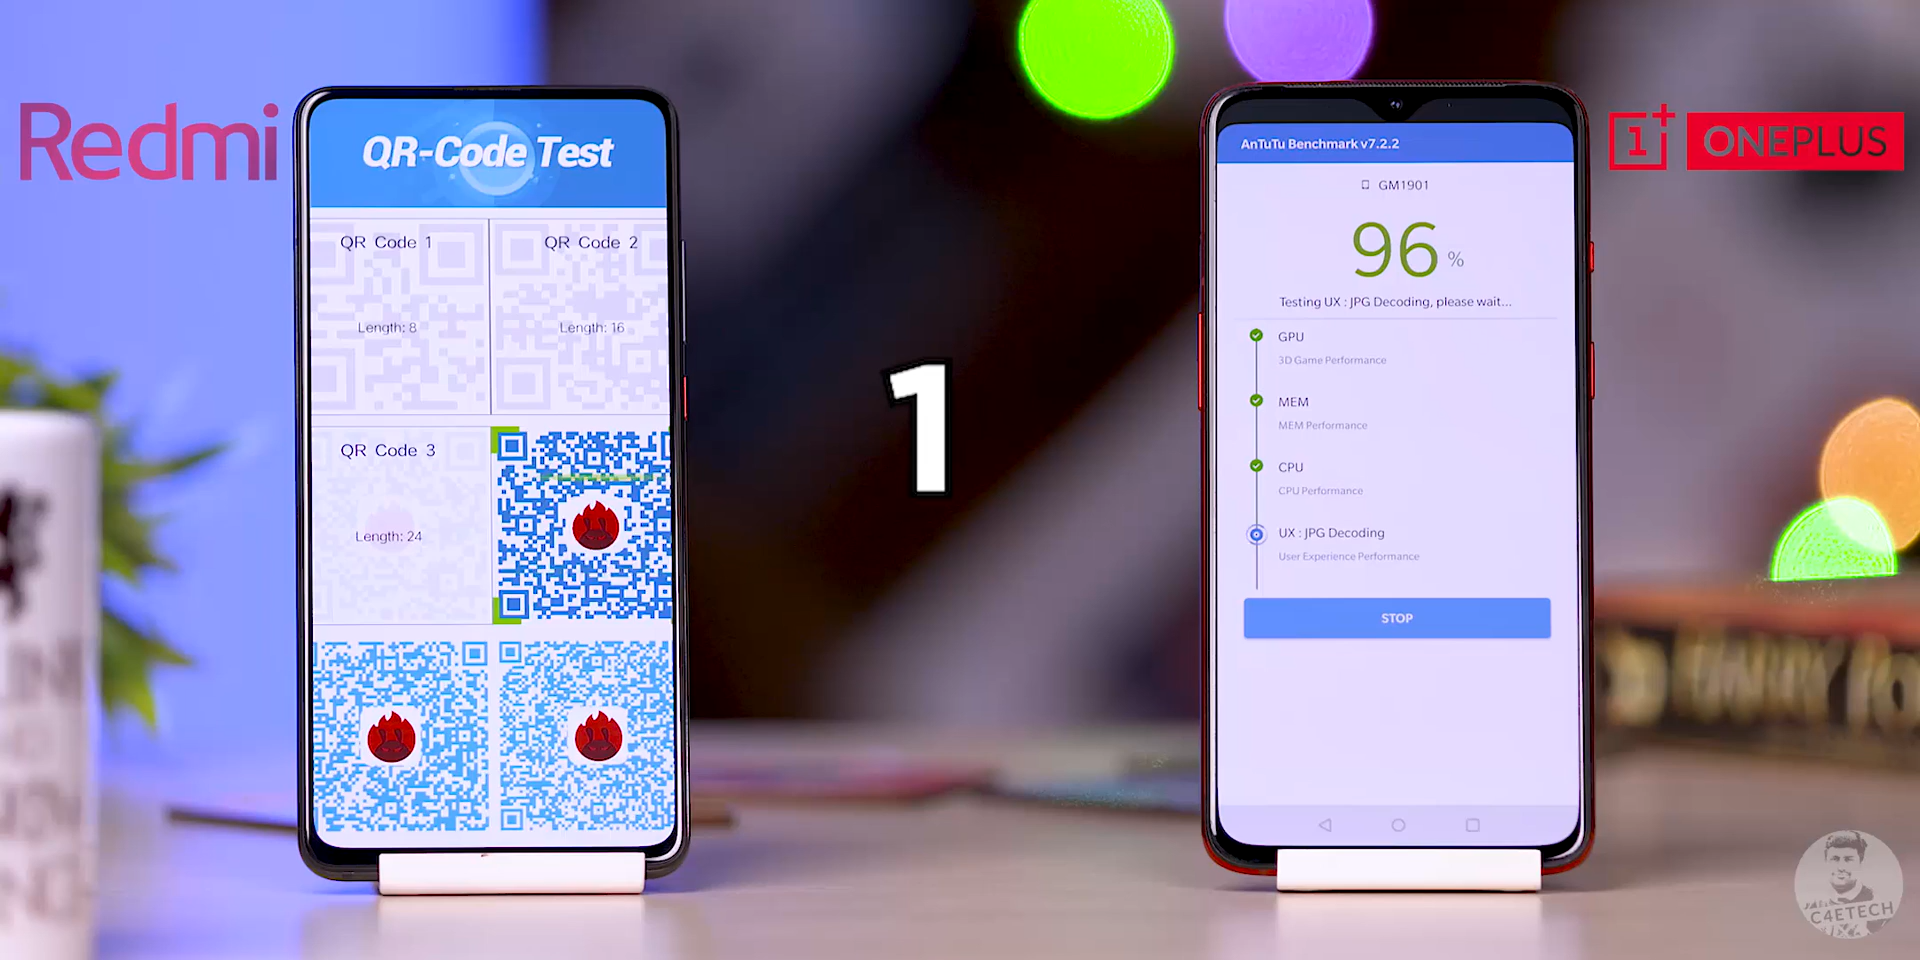 Redmi
QR-Code Test
QR Code 1
QR Code 2
Length: 8
Length: 16
QR Code 3
Length: 24
1
1+ ONEPLUS
AnTuTu Benchmark v7.2.2
GM1901
96 %
Testing UX : JPG Decoding, please wait...
GPU
3D Game Performance
MEM
MEM Performance
CPU
CPU Performance
UX : JPG Decoding
User Experience Performance
STOP
C4ETECH